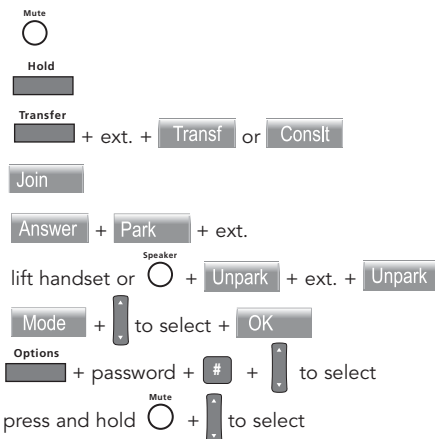 Mute
Hold
Transfer
+ ext. + Transf or Conslt
Join
Answer + Park + ext.
Speaker
lift handset or + Unpark + ext. + Unpark
Mode + to select + OK
Options
+ password + # + to select
Mute
press and hold + to select